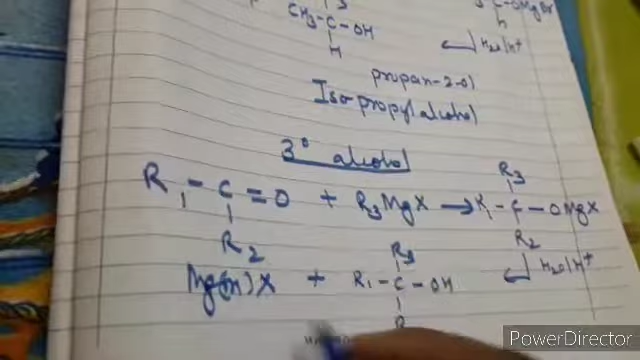 CH3-C-OH
H
H2O/H+
propan-2-ol
Isopropyl alcohol
3° alcohol
R3
R1-C=O + R3MgX → R1-C-OMgX
R2 R2
R3
Mg(OH)X + R1-C-OH H2O/H+
PowerDirector